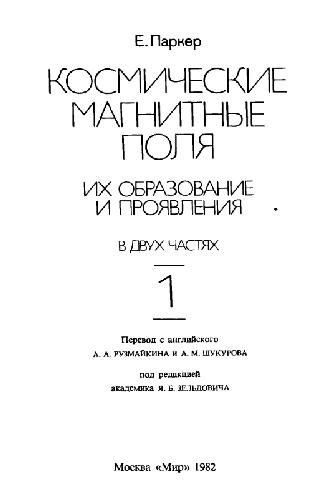 Е. Паркер
КОСМИЧЕСКИЕ
МАГНИТНЫЕ
ПОЛЯ
ИХ ОБРАЗОВАНИЕ
И ПРОЯВЛЕНИЯ
В ДВУХ ЧАСТЯХ
1
Перевод с английского
А. А. РУЗМАЙКИНА И А. М. ШУКУРОВА
под редакцией
академика Я. Б. ЗЕЛЬДОВИЧА
Москва «Мир» 1982